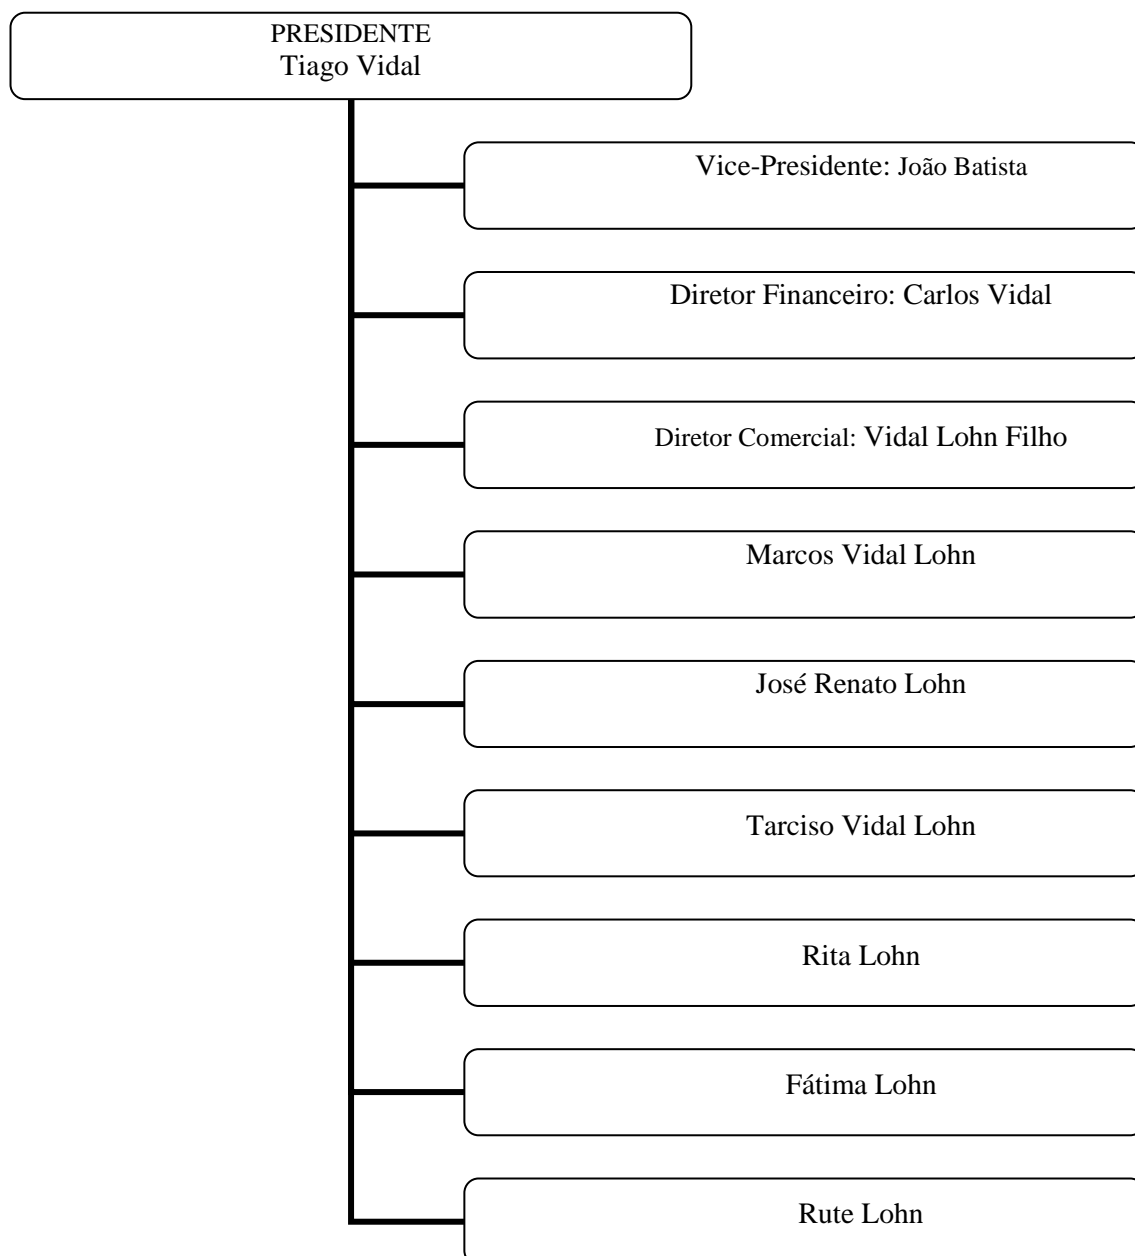 PRESIDENTE
Tiago Vidal
Vice-Presidente: João Batista
Diretor Financeiro: Carlos Vidal
Diretor Comercial: Vidal Lohn Filho
Marcos Vidal Lohn
José Renato Lohn
Tarciso Vidal Lohn
Rita Lohn
Fátima Lohn
Rute Lohn